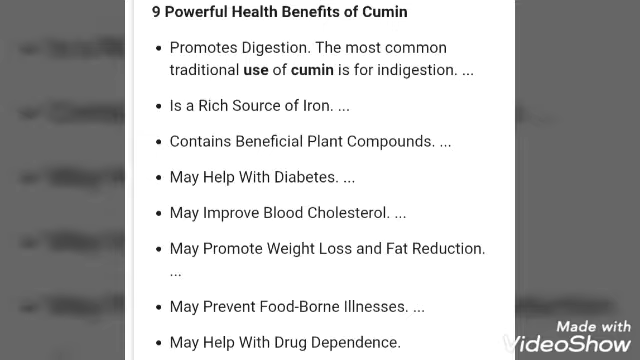 9 Powerful Health Benefits of Cumin
• Promotes Digestion. The most common
traditional use of cumin is for indigestion. ...
• Is a Rich Source of Iron. ...
• Contains Beneficial Plant Compounds. ...
• May Help With Diabetes. ...
• May Improve Blood Cholesterol. ...
• May Promote Weight Loss and Fat Reduction.
...
• May Prevent Food-Borne Illnesses. ...
• May Help With Drug Dependence.
Made with
VideoShow